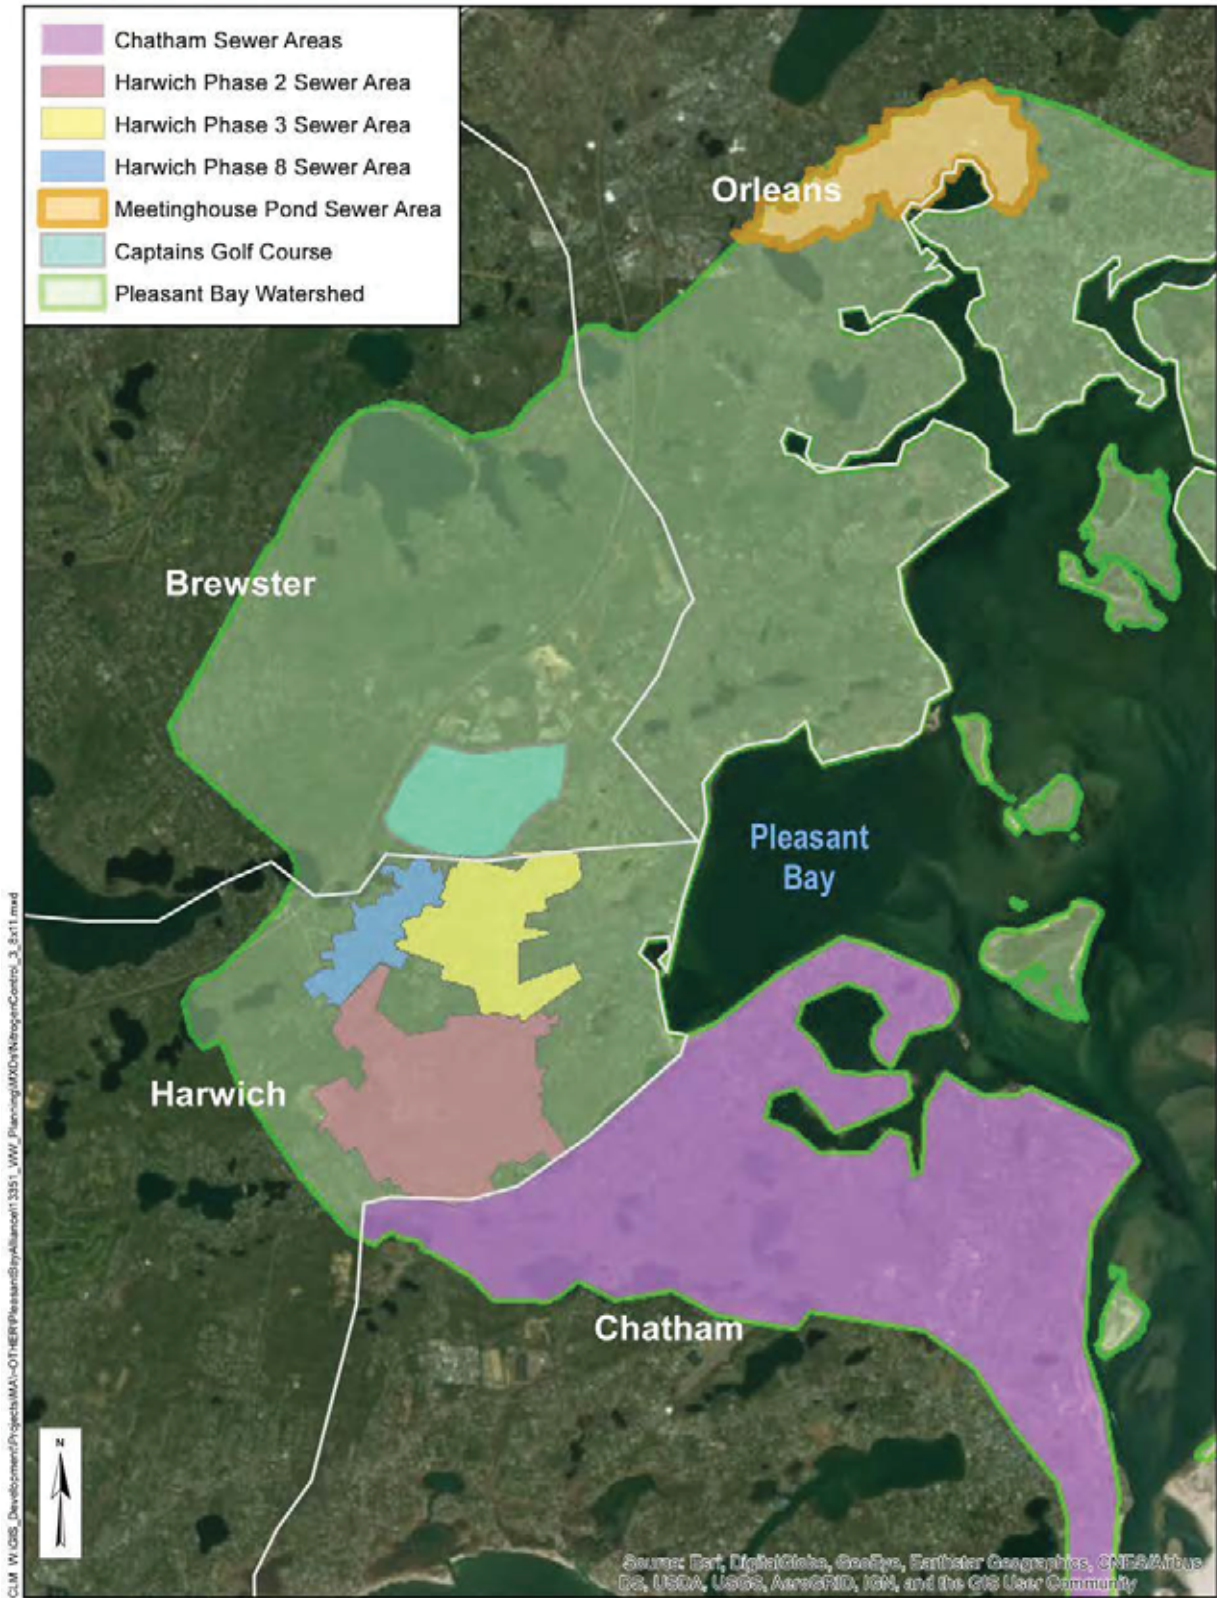 Chatham Sewer Areas
Harwich Phase 2 Sewer Area
Harwich Phase 3 Sewer Area
Harwich Phase 8 Sewer Area
Meetinghouse Pond Sewer Area
Captains Golf Course
Pleasant Bay Watershed
Orleans
Brewster
Pleasant
Bay
Harwich
Chatham
N
Source: Esri, DigitalGlobe, GeoEye, Earthstar Geographics, CNES/Airbus
DS, USDA, USGS, AeroGRID, IGN, and the GIS User Community